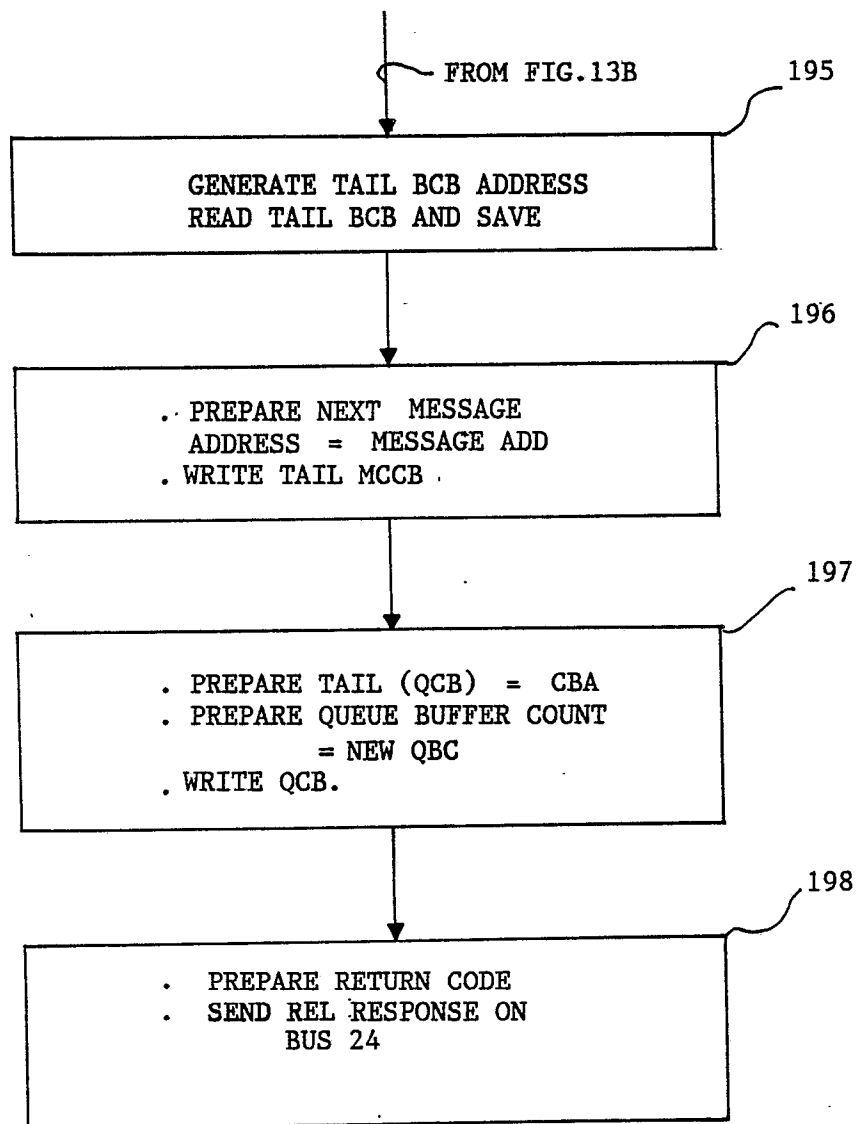 FROM FIG.13B
195
GENERATE TAIL BCB ADDRESS
READ TAIL BCB AND SAVE
196
. PREPARE NEXT MESSAGE
ADDRESS = MESSAGE ADD
. WRITE TAIL MCCB
197
. PREPARE TAIL (QCB) = CBA
. PREPARE QUEUE BUFFER COUNT
= NEW QBC
. WRITE QCB.
198
. PREPARE RETURN CODE
. SEND REL RESPONSE ON
BUS 24